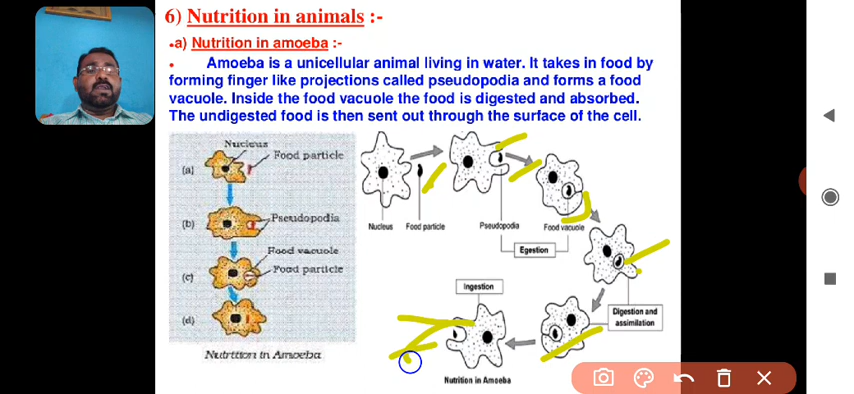 6) Nutrition in animals :-
•a) Nutrition in amoeba :-
• Amoeba is a unicellular animal living in water. It takes in food by
forming finger like projections called pseudopodia and forms a food
vacuole. Inside the food vacuole the food is digested and absorbed.
The undigested food is then sent out through the surface of the cell.
Nucleus
(a)
Food particle
(b)
Pseudopodia
Food vacuole
(c)
Food particle
(d)
Nutrition in Amoeba
Nucleus
Food particle
Pseudopodia
Food vacuole
Egestion
Ingestion
Digestion and
assimilation
Nutrition in Amoeba